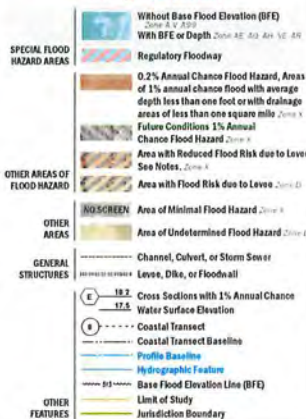 Without Base Flood Elevation (BFE)
Zone A, V, A99
With BFE or Depth Zone AE, AO, AH, VE, AR
SPECIAL FLOOD
HAZARD AREAS
Regulatory Floodway
0.2% Annual Chance Flood Hazard, Areas
of 1% annual chance flood with average
depth less than one foot or with drainage
areas of less than one square mile Zone X
Future Conditions 1% Annual
Chance Flood Hazard Zone X
Area with Reduced Flood Risk due to Levee
See Notes. Zone X
OTHER AREAS OF
FLOOD HAZARD
Area with Flood Risk due to Levee Zone D
NO SCREEN Area of Minimal Flood Hazard Zone X
OTHER
AREAS
Area of Undetermined Flood Hazard Zone
GENERAL
STRUCTURES
Channel, Culvert, or Storm Sewer
Levee, Dike, or Floodwall
E 18.2 Cross Sections with 1% Annual Chance
17.5 Water Surface Elevation
8 Coastal Transect
Coastal Transect Baseline
Profile Baseline
Hydrographic Feature
513 Base Flood Elevation Line (BFE)
OTHER
FEATURES
Limit of Study
Jurisdiction Boundary